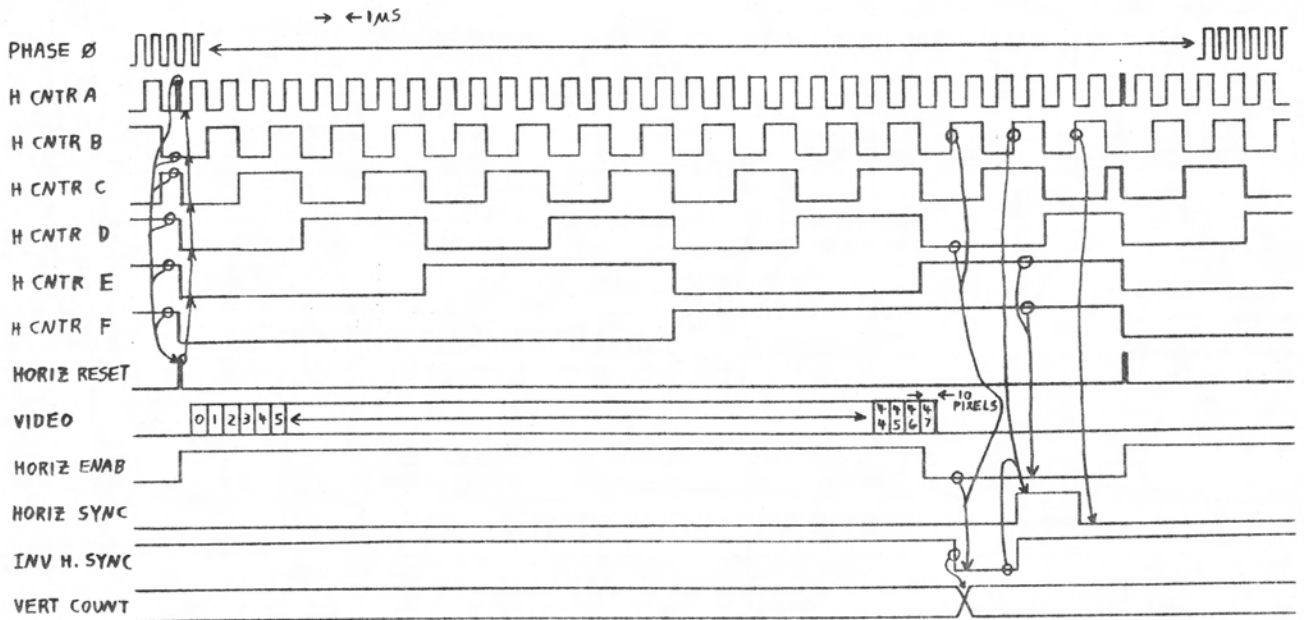 → ←1μS
PHASE Ø
H CNTR A
H CNTR B
H CNTR C
H CNTR D
H CNTR E
H CNTR F
HORIZ RESET
VIDEO 0 1 2 3 4 5 44 45 46 47 → ←10 PIXELS
HORIZ ENAB
HORIZ SYNC
INV H. SYNC
VERT COUNT